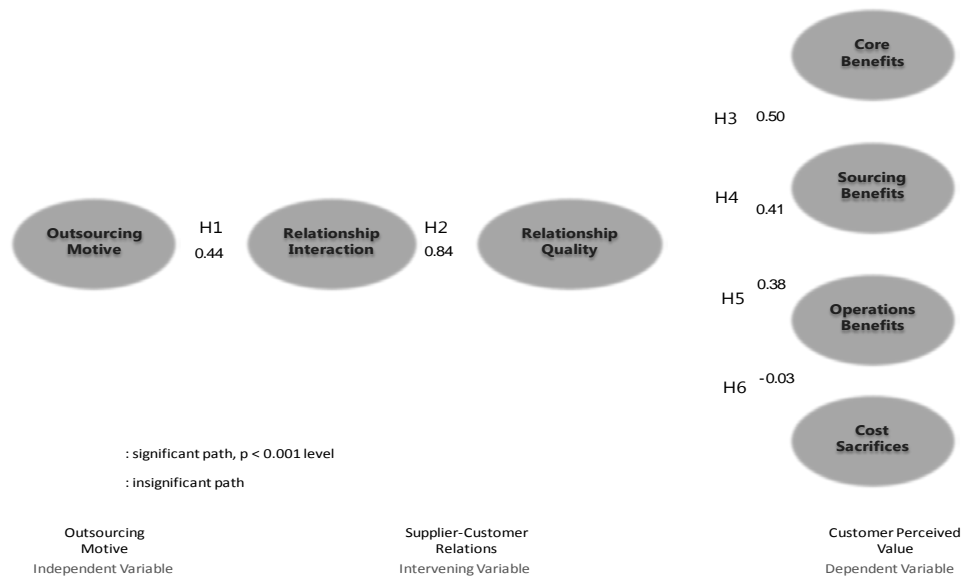 Core
Benefits
H3 0.50
Sourcing
Benefits
H4
0.41
Outsourcing
Motive
H1
0.44
Relationship
Interaction
H2
0.84
Relationship
Quality
H5
0.38
Operations
Benefits
H6
-0.03
Cost
Sacrifices
: significant path, p < 0.001 level
: insignificant path
Outsourcing
Motive
Independent Variable
Supplier-Customer
Relations
Intervening Variable
Customer Perceived
Value
Dependent Variable